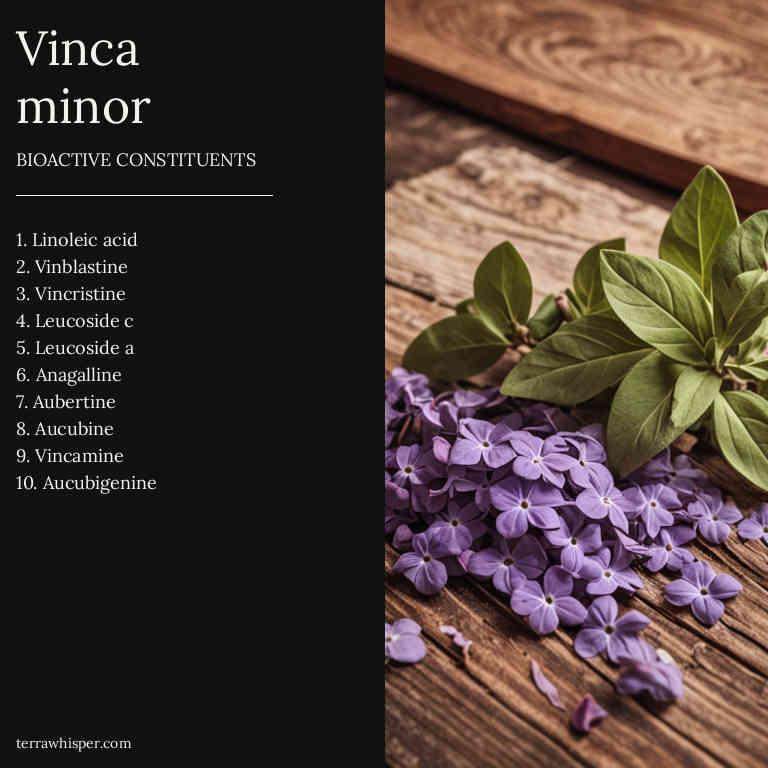 Vinca
minor
BIOACTIVE CONSTITUENTS
1. Linoleic acid
2. Vinblastine
3. Vincristine
4. Leucoside c
5. Leucoside a
6. Anagalline
7. Aubertine
8. Aucubine
9. Vincamine
10. Aucubigenine
terrawhisper.com